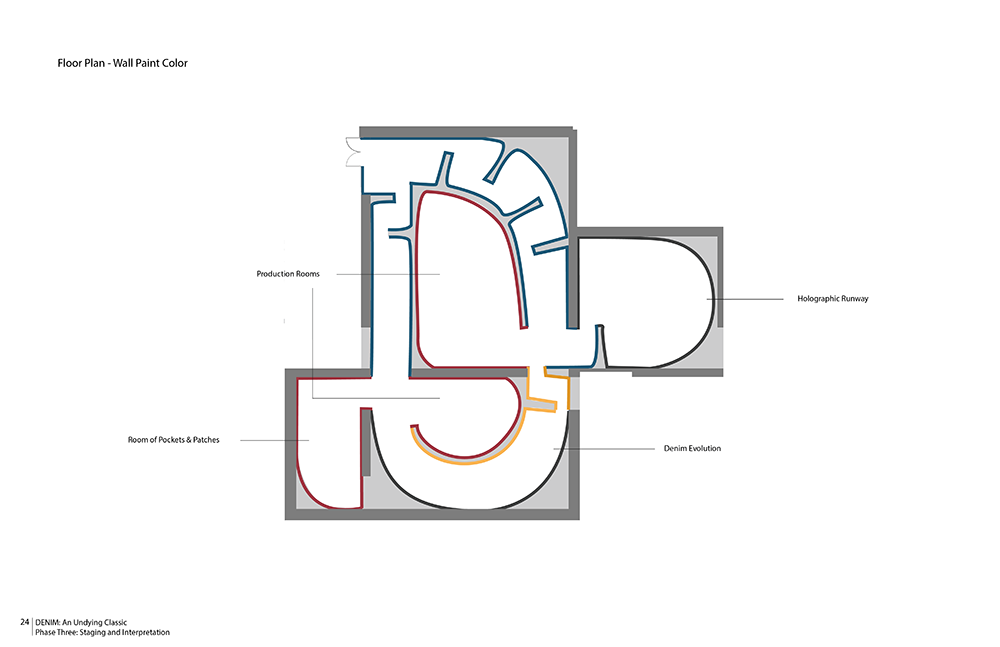 Floor Plan - Wall Paint Color
Production Rooms
Holographic Runway
Room of Pockets & Patches
Denim Evolution
24
DENIM: An Undying Classic
Phase Three: Staging and Interpretation